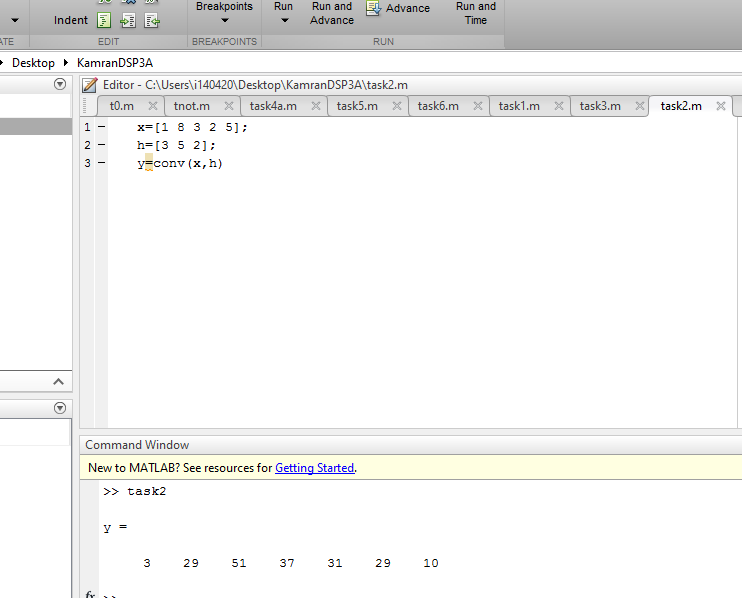 Breakpoints Run Run and Advance Run and
Indent Advance Time
ATE EDIT BREAKPOINTS RUN
Desktop KamranDSP3A
Editor - C:\Users\i140420\Desktop\KamranDSP3A\task2.m
t0.m tnot.m task4a.m task5.m task6.m task1.m task3.m task2.m
1 - x=[1 8 3 2 5];
2 - h=[3 5 2];
3 - y=conv(x,h)
Command Window
New to MATLAB? See resources for Getting Started.
>> task2
y =
3 29 51 37 31 29 10
fx >>